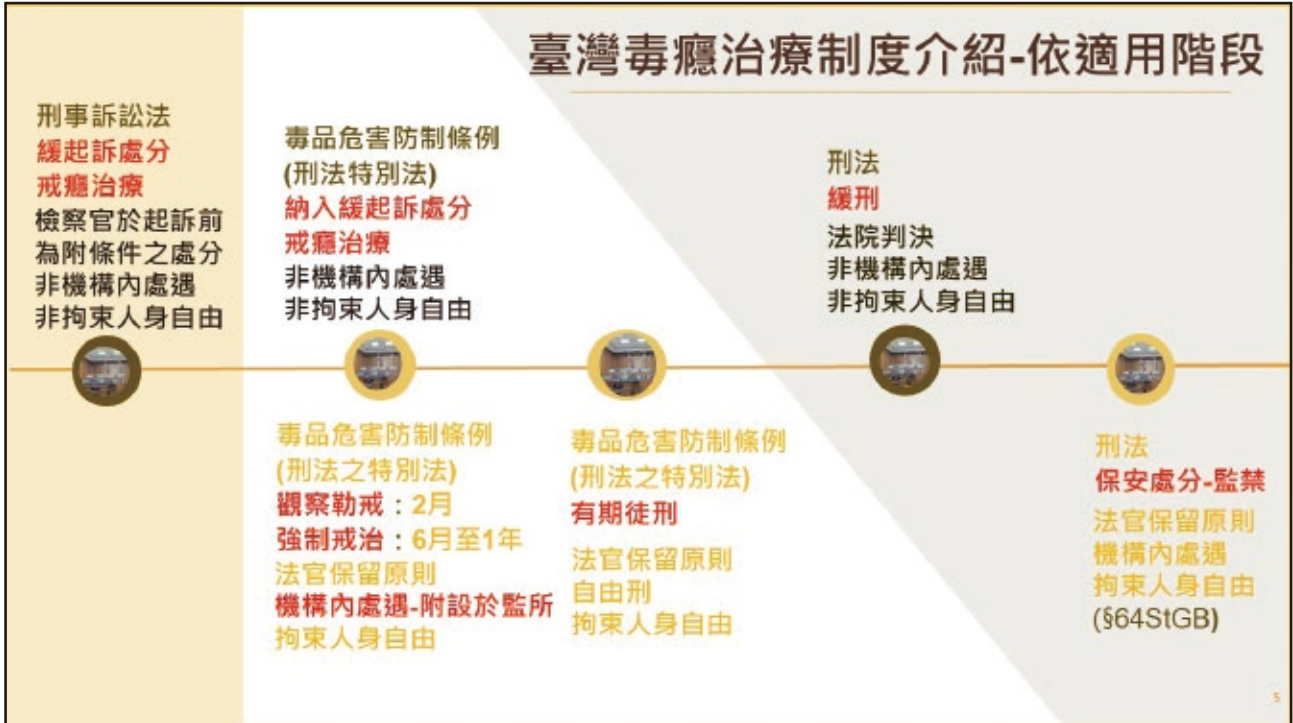 臺灣毒癮治療制度介紹-依適用階段
刑事訴訟法
緩起訴處分
戒癮治療
檢察官於起訴前
為附條件之處分
非機構內處遇
非拘束人身自由
毒品危害防制條例
(刑法特別法)
納入緩起訴處分
戒癮治療
非機構內處遇
非拘束人身自由
刑法
緩刑
法院判決
非機構內處遇
非拘束人身自由
毒品危害防制條例
(刑法之特別法)
觀察勒戒：2月
強制戒治：6月至1年
法官保留原則
機構內處遇-附設於監所
拘束人身自由
毒品危害防制條例
(刑法之特別法)
有期徒刑
法官保留原則
自由刑
拘束人身自由
刑法
保安處分-監禁
法官保留原則
機構內處遇
拘束人身自由
(§64StGB)
5